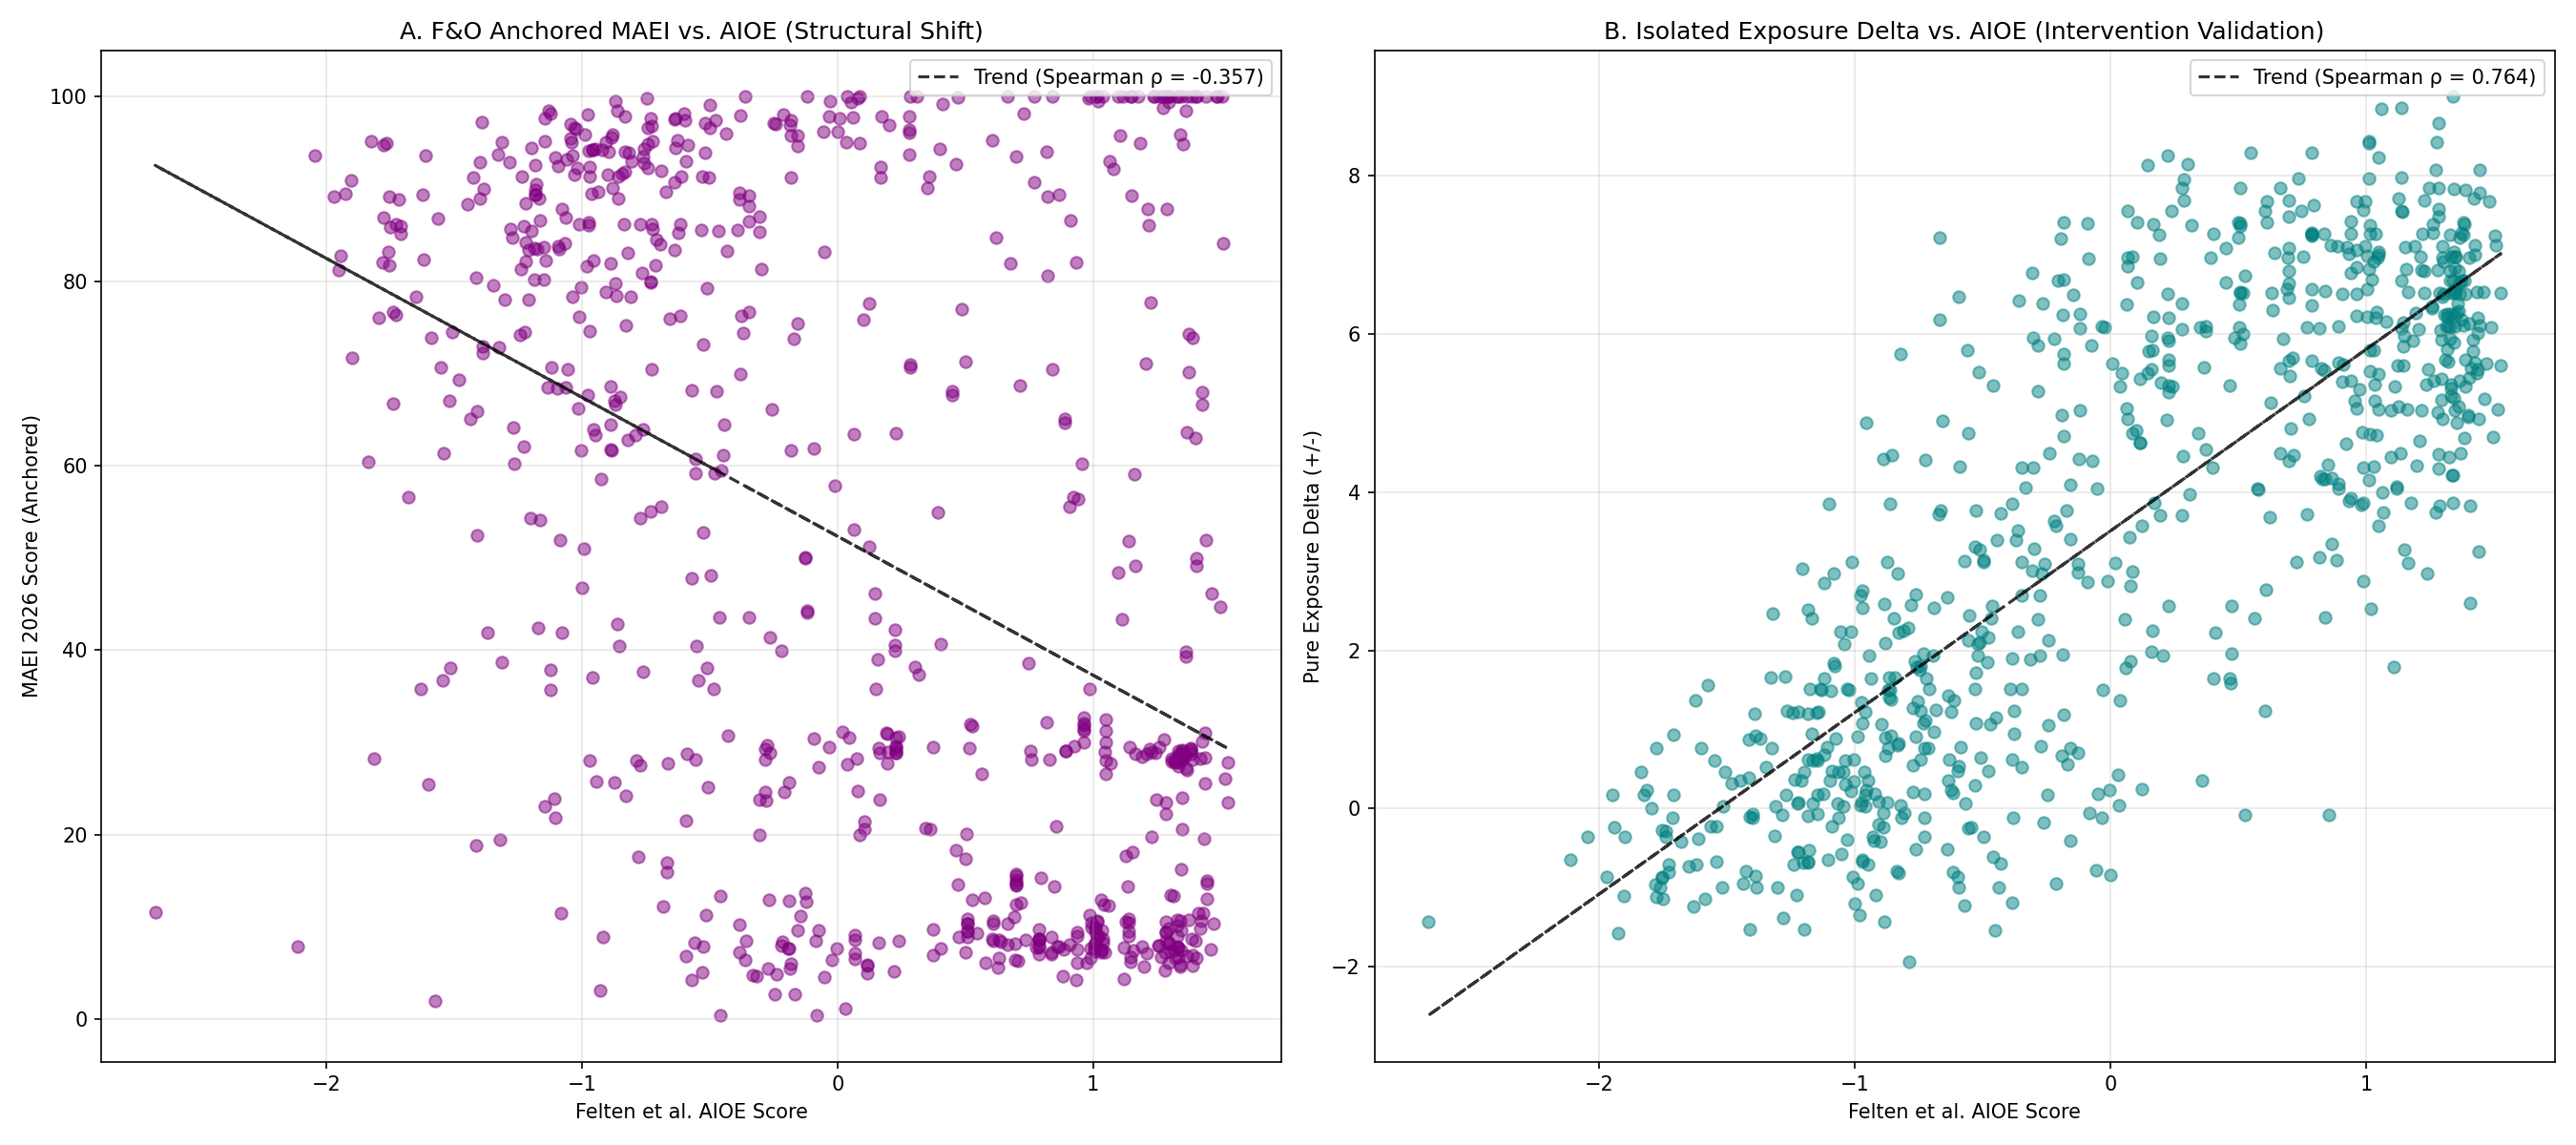 A. F&O Anchored MAEI vs. AIOE (Structural Shift)
Trend (Spearman ρ = -0.357)
100
80
60
40
20
0
MAEI 2026 Score (Anchored)
−2
−1
0
1
Felten et al. AIOE Score
B. Isolated Exposure Delta vs. AIOE (Intervention Validation)
Trend (Spearman ρ = 0.764)
8
6
4
2
0
−2
Pure Exposure Delta (+/-)
−2
−1
0
1
Felten et al. AIOE Score